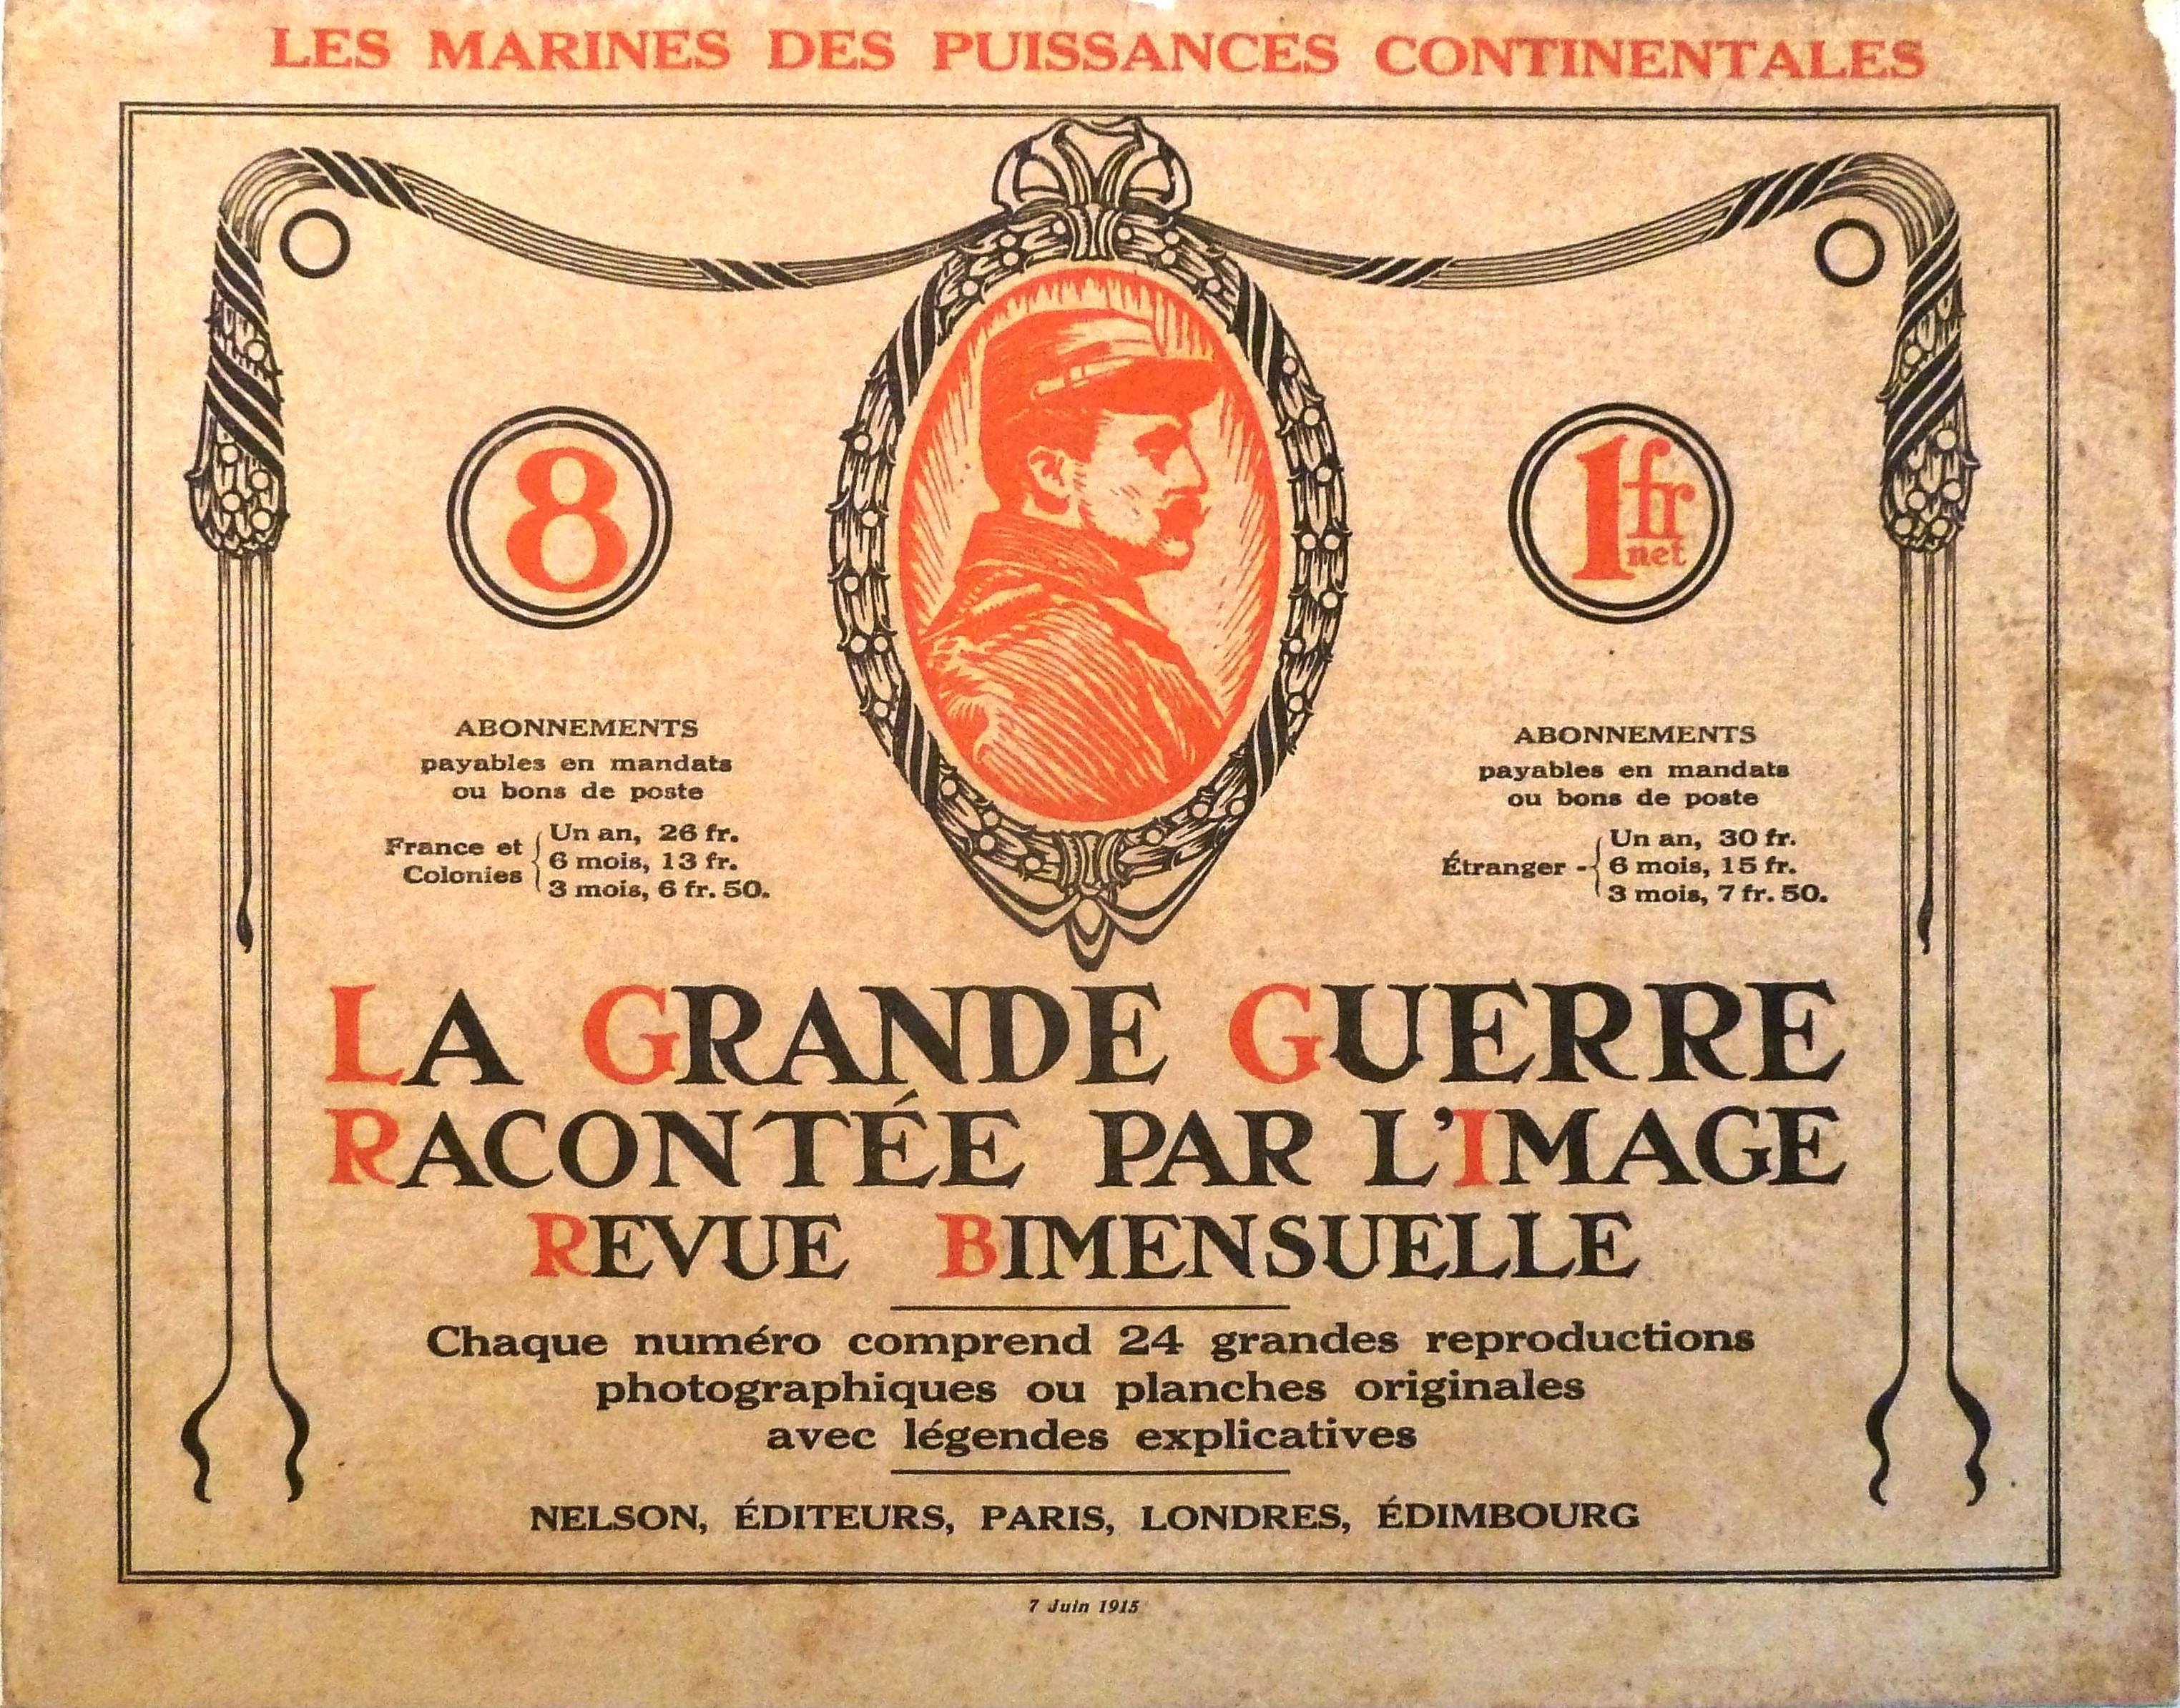 LES MARINES DES PUISSANCES CONTINENTALES
8
1 fr
net
ABONNEMENTS
payables en mandats
ou bons de poste
France et
Colonies
Un an, 26 fr.
6 mois, 13 fr.
3 mois, 6 fr. 50.
ABONNEMENTS
payables en mandats
ou bons de poste
Étranger -
Un an, 30 fr.
6 mois, 15 fr.
3 mois, 7 fr. 50.
LA GRANDE GUERRE
RACONTÉE PAR L'IMAGE
REVUE BIMENSUELLE
Chaque numéro comprend 24 grandes reproductions
photographiques ou planches originales
avec légendes explicatives
NELSON, ÉDITEURS, PARIS, LONDRES, ÉDIMBOURG
7 Juin 1915